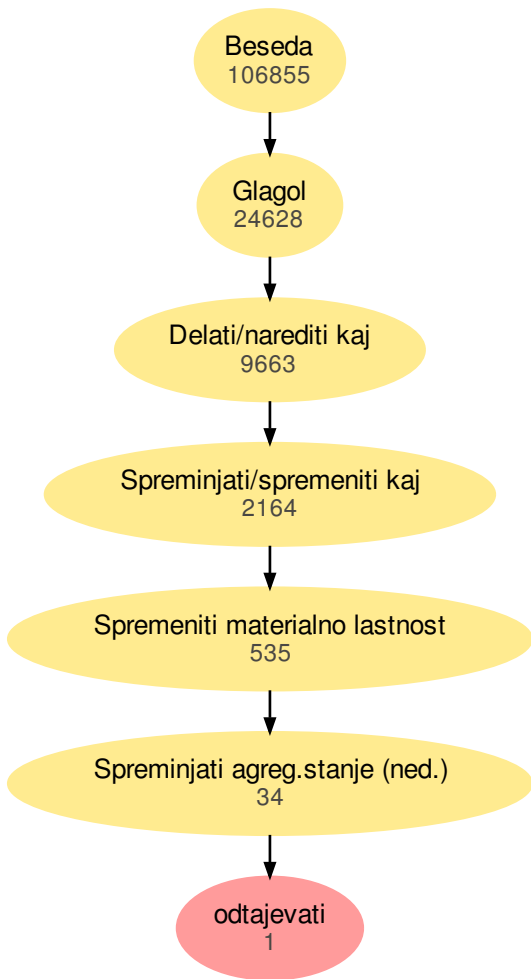 Beseda
106855
Glagol
24628
Delati/narediti kaj
9663
Spreminjati/spremeniti kaj
2164
Spremeniti materialno lastnost
535
Spreminjati agreg.stanje (ned.)
34
odtajevati
1